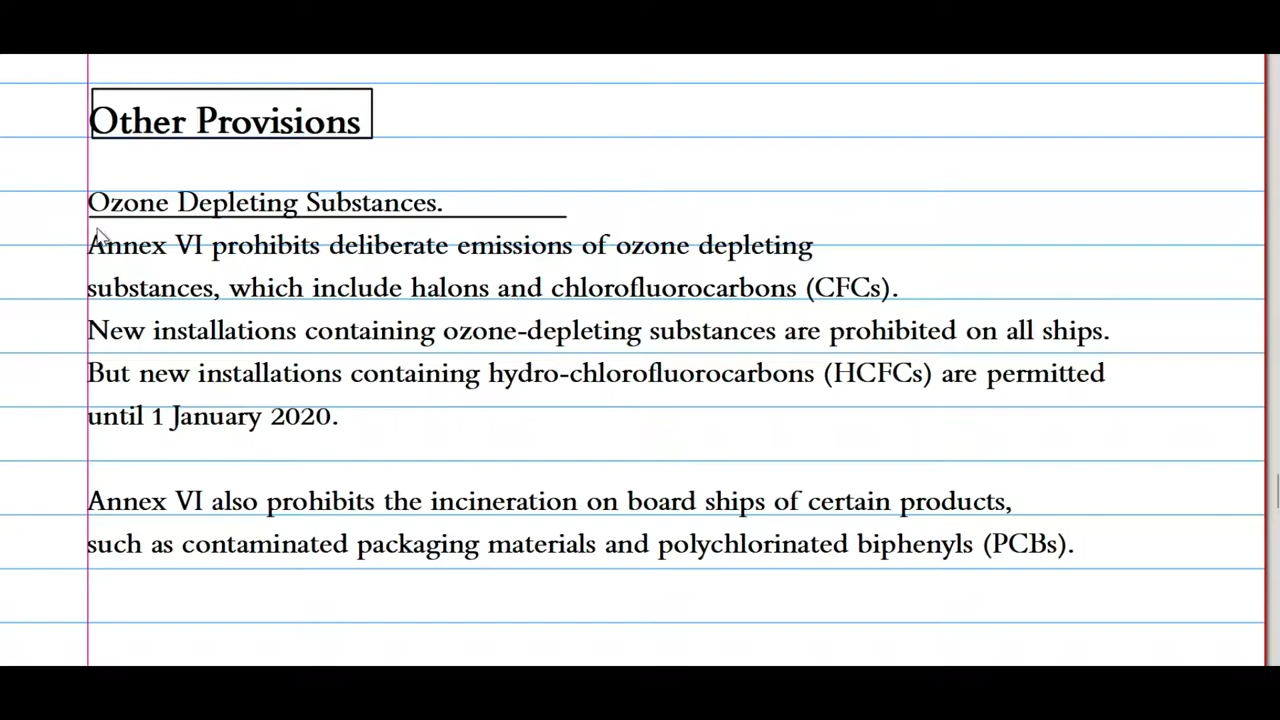 Other Provisions
Ozone Depleting Substances.
Annex VI prohibits deliberate emissions of ozone depleting
substances, which include halons and chlorofluorocarbons (CFCs).
New installations containing ozone-depleting substances are prohibited on all ships.
But new installations containing hydro-chlorofluorocarbons (HCFCs) are permitted
until 1 January 2020.
Annex VI also prohibits the incineration on board ships of certain products,
such as contaminated packaging materials and polychlorinated biphenyls (PCBs).